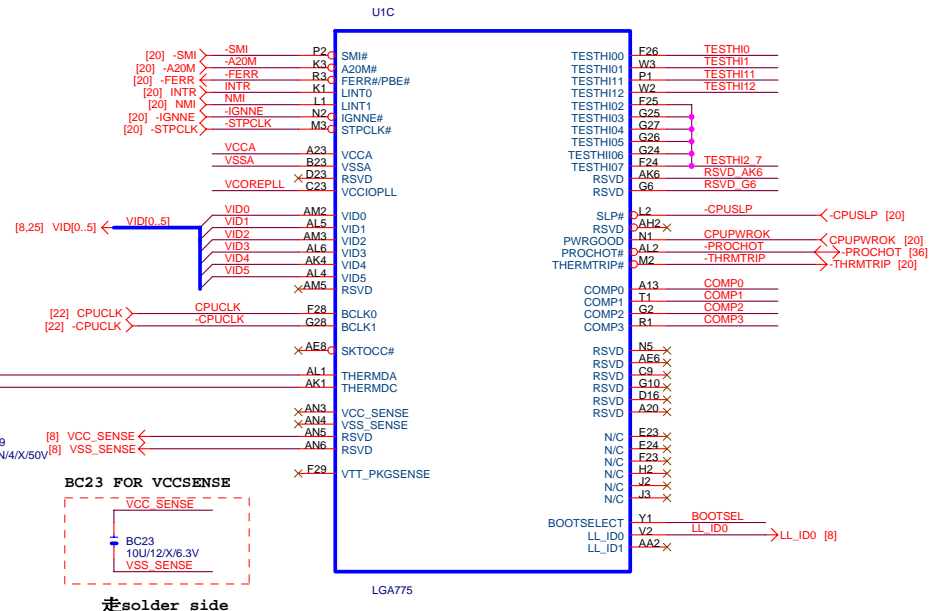 U1C
[20] -SMI -SMI P2 SMI#
[20] -A20M -A20M K3 A20M#
[20] -FERR -FERR R3 FERR#/PBE#
[20] INTR INTR K1 LINT0
[20] NMI NMI L1 LINT1
[20] -IGNNE# -IGNNE N2 IGNNE#
[20] -STPCLK -STPCLK M3 STPCLK#
VCCA A23 VCCA
VSSA B23 VSSA
D23 RSVD
VCOREPLL C23 VCCIOPLL
VID0 AM2 VID0
[8,25] VID[0..5] VID[0..5] VID1 AL5 VID1
VID2 AM3 VID2
VID3 AL6 VID3
VID4 AK4 VID4
VID5 AL4 VID5
AM5 RSVD
[22] CPUCLK CPUCLK F28 BCLK0
[22] -CPUCLK -CPUCLK G28 BCLK1
AE8 SKTOCC#
AL1 THERMDA
AK1 THERMDC
AN3 VCC_SENSE
AN4 VSS_SENSE
[8] VCC_SENSE AN5 RSVD
[8] VSS_SENSE AN6 RSVD
9
N/4/X/50V
F29 VTT_PKGSENSE
TESTHI00 F26 TESTHI0
TESTHI01 W3 TESTHI1
TESTHI11 P1 TESTHI11
TESTHI12 W2 TESTHI12
TESTHI02 F25
TESTHI03 G25
TESTHI04 G27
TESTHI05 G26
TESTHII06 G24
TESTHI07 F24 TESTHI2_7
RSVD AK6 RSVD_AK6
RSVD G6 RSVD_G6
SLP# L2 -CPUSLP -CPUSLP [20]
RSVD AH2
PWRGOOD N1 CPUPWROK CPUPWROK [20]
PROCHOT# AL2 -PROCHOT -PROCHOT [36]
THERMTRIP# M2 -THRMTRIP -THRMTRIP [20]
COMP0 A13 COMP0
COMP1 T1 COMP1
COMP2 G2 COMP2
COMP3 R1 COMP3
RSVD N5
RSVD AE6
RSVD C9
RSVD G10
RSVD D16
RSVD A20
N/C E23
N/C E24
N/C F23
N/C H2
N/C J2
N/C J3
BOOTSELECT Y1 BOOTSEL
LL_ID0 V2 LL_ID0 LL_ID0 [8]
LL_ID1 AA2
BC23 FOR VCCSENSE
VCC_SENSE
BC23
10U/12/X/6.3V
VSS_SENSE
走solder side
LGA775